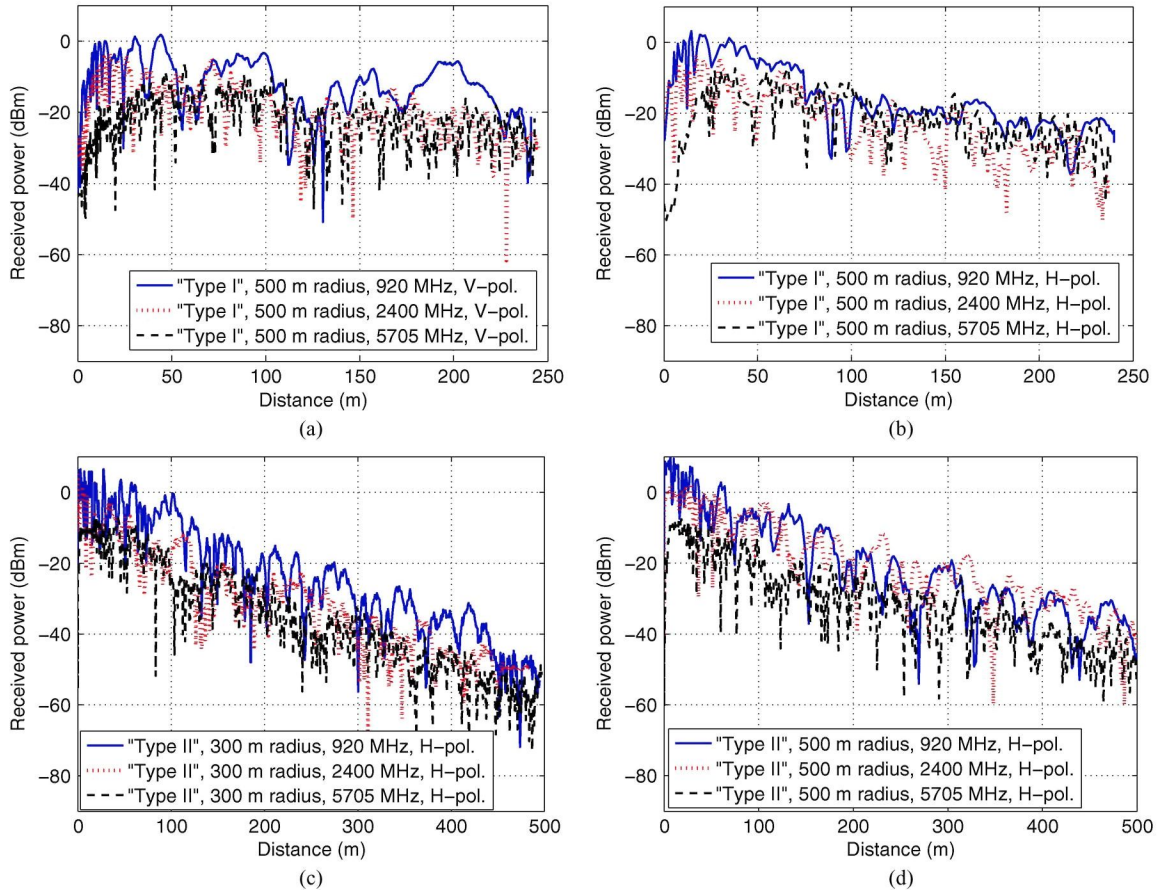 0
−20
−40
−60
−80
Received power (dBm)
"Type I", 500 m radius, 920 MHz, V−pol.
"Type I", 500 m radius, 2400 MHz, V−pol.
"Type I", 500 m radius, 5705 MHz, V−pol.
0 50 100 150 200 250
Distance (m)
(a)
0
−20
−40
−60
−80
Received power (dBm)
"Type I", 500 m radius, 920 MHz, H−pol.
"Type I", 500 m radius, 2400 MHz, H−pol.
"Type I", 500 m radius, 5705 MHz, H−pol.
0 50 100 150 200 250
Distance (m)
(b)
0
−20
−40
−60
−80
Received power (dBm)
"Type II", 300 m radius, 920 MHz, H−pol.
"Type II", 300 m radius, 2400 MHz, H−pol.
"Type II", 300 m radius, 5705 MHz, H−pol.
0 100 200 300 400 500
Distance (m)
(c)
0
−20
−40
−60
−80
Received power (dBm)
"Type II", 500 m radius, 920 MHz, H−pol.
"Type II", 500 m radius, 2400 MHz, H−pol.
"Type II", 500 m radius, 5705 MHz, H−pol.
0 100 200 300 400 500
Distance (m)
(d)